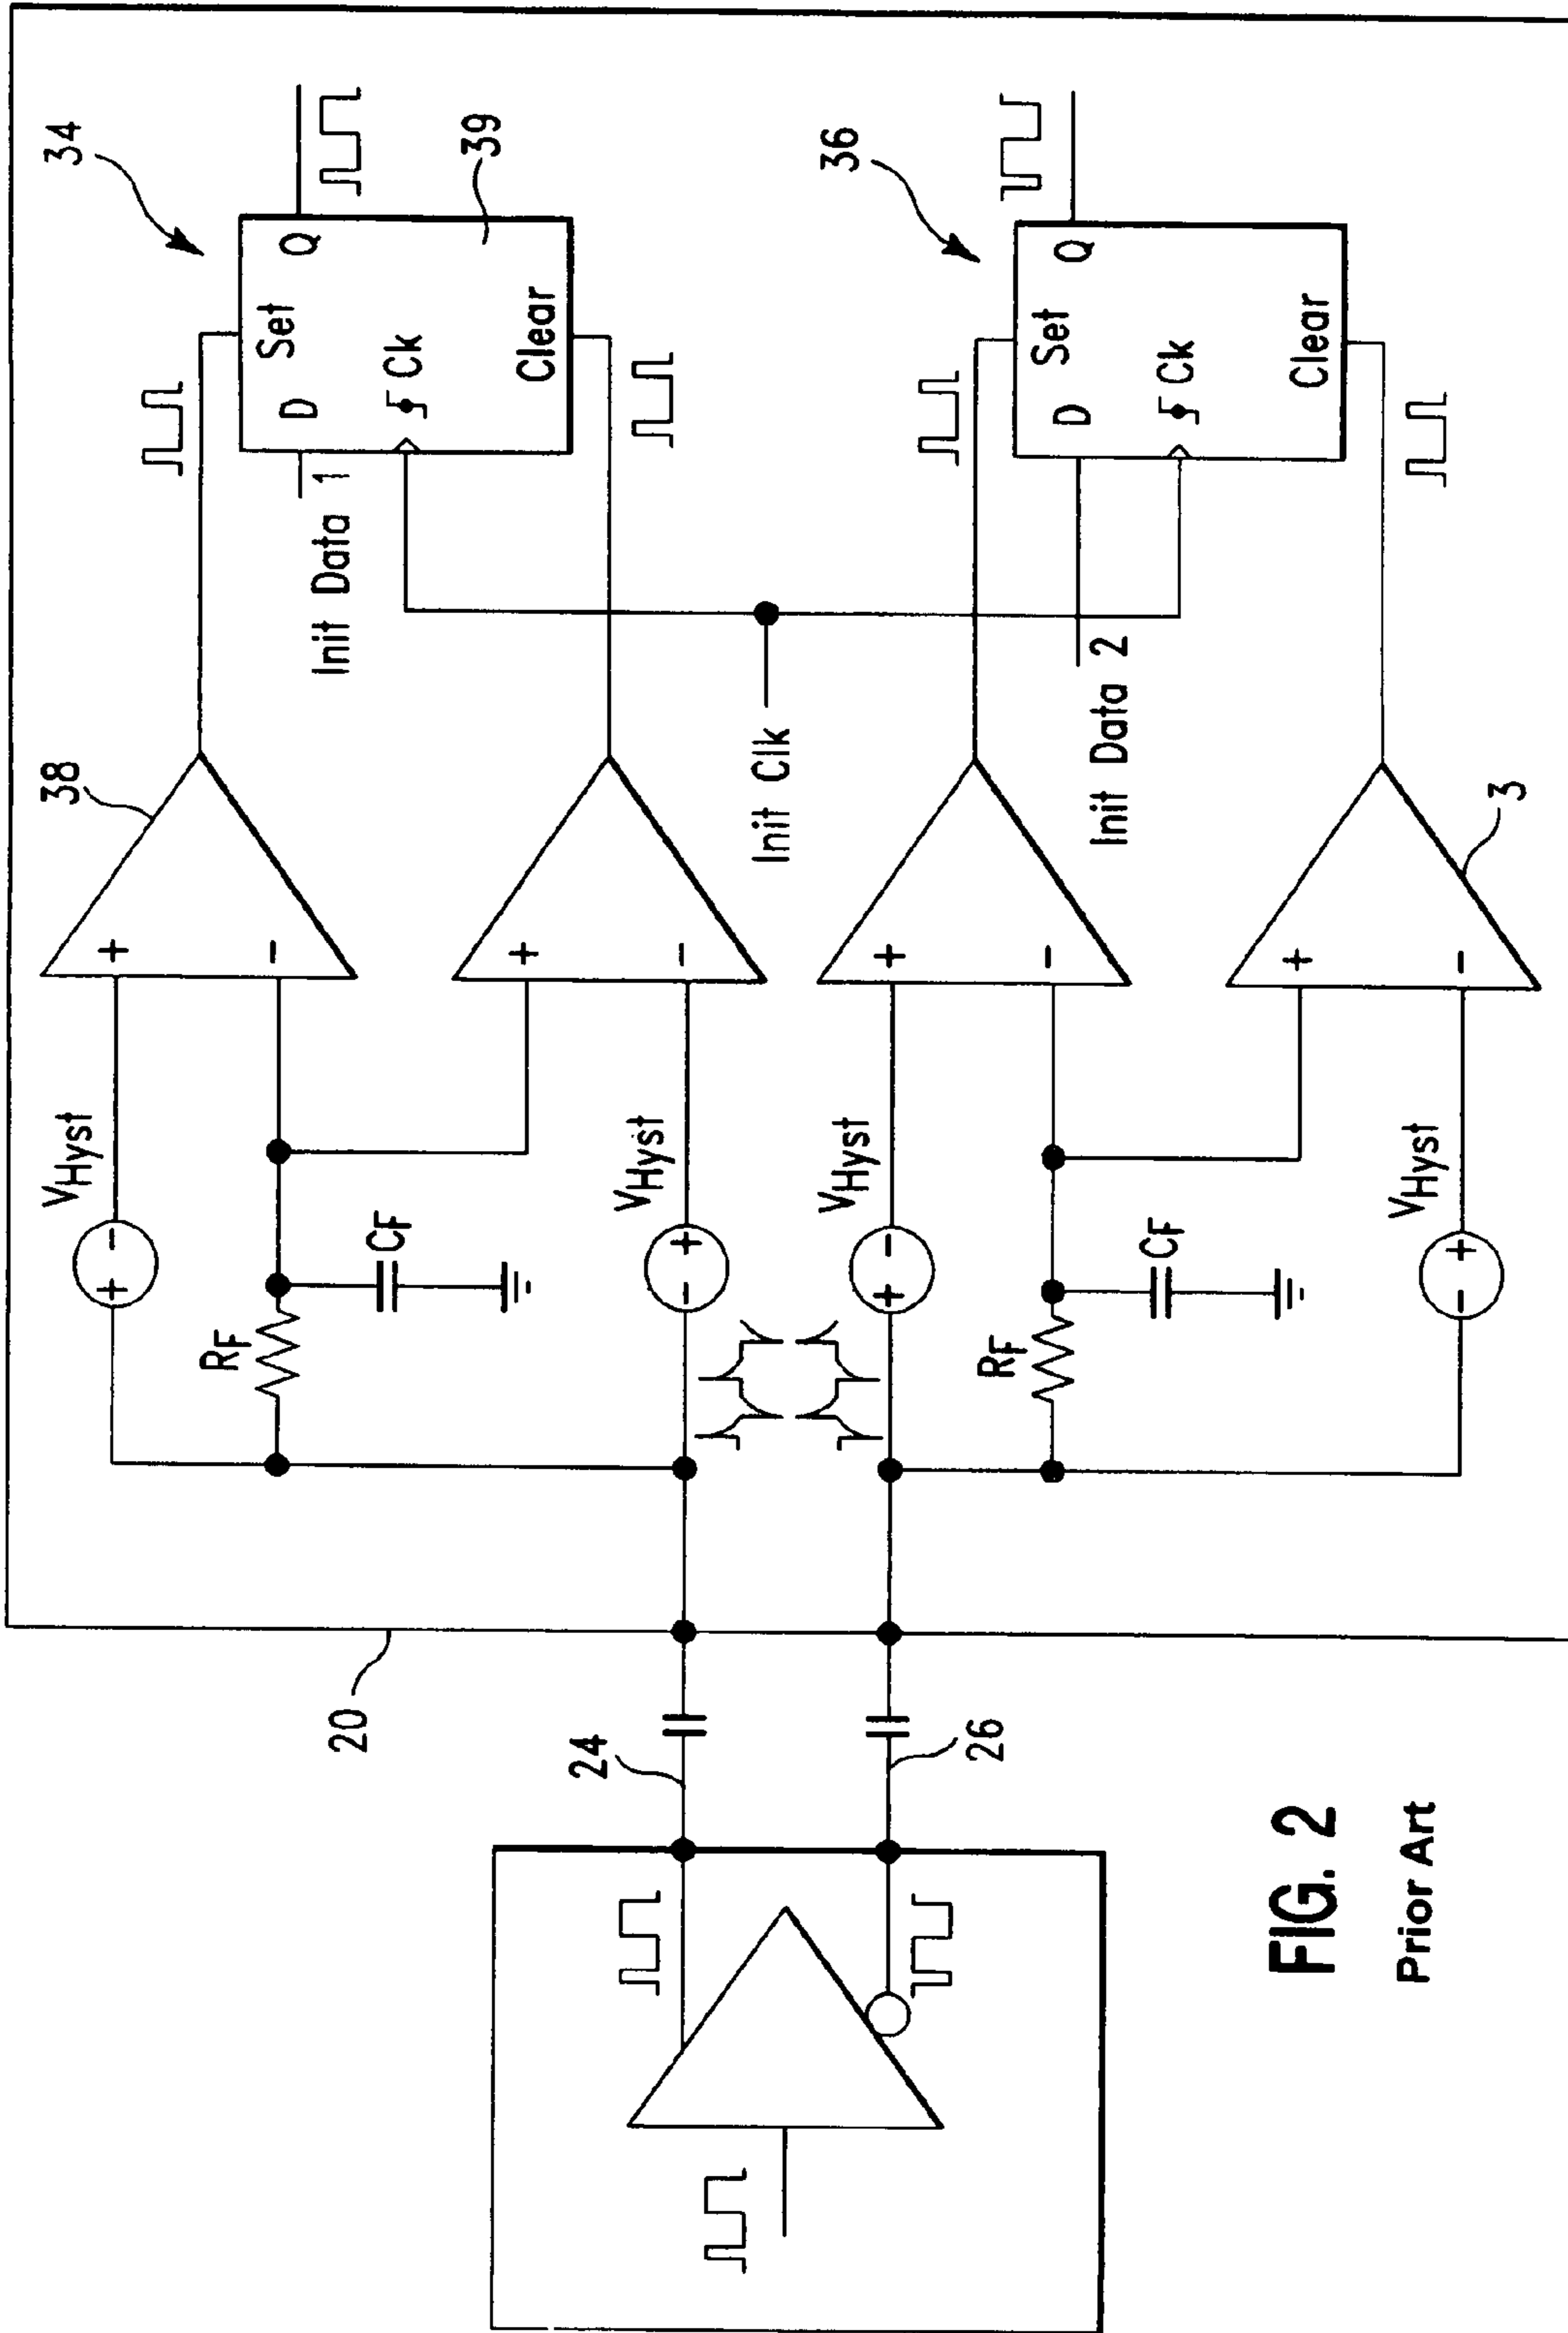 34
38
VHyst
+ -
+
-
Set
D
Q
Ck
Clear
39
Init Data 1
RF
CF
+
-
VHyst
- +
20
24
26
Init Clk
36
VHyst
+ -
+
-
Set
D
Q
Ck
Clear
Init Data 2
RF
CF
+
-
VHyst
- +
3
FIG. 2
Prior Art